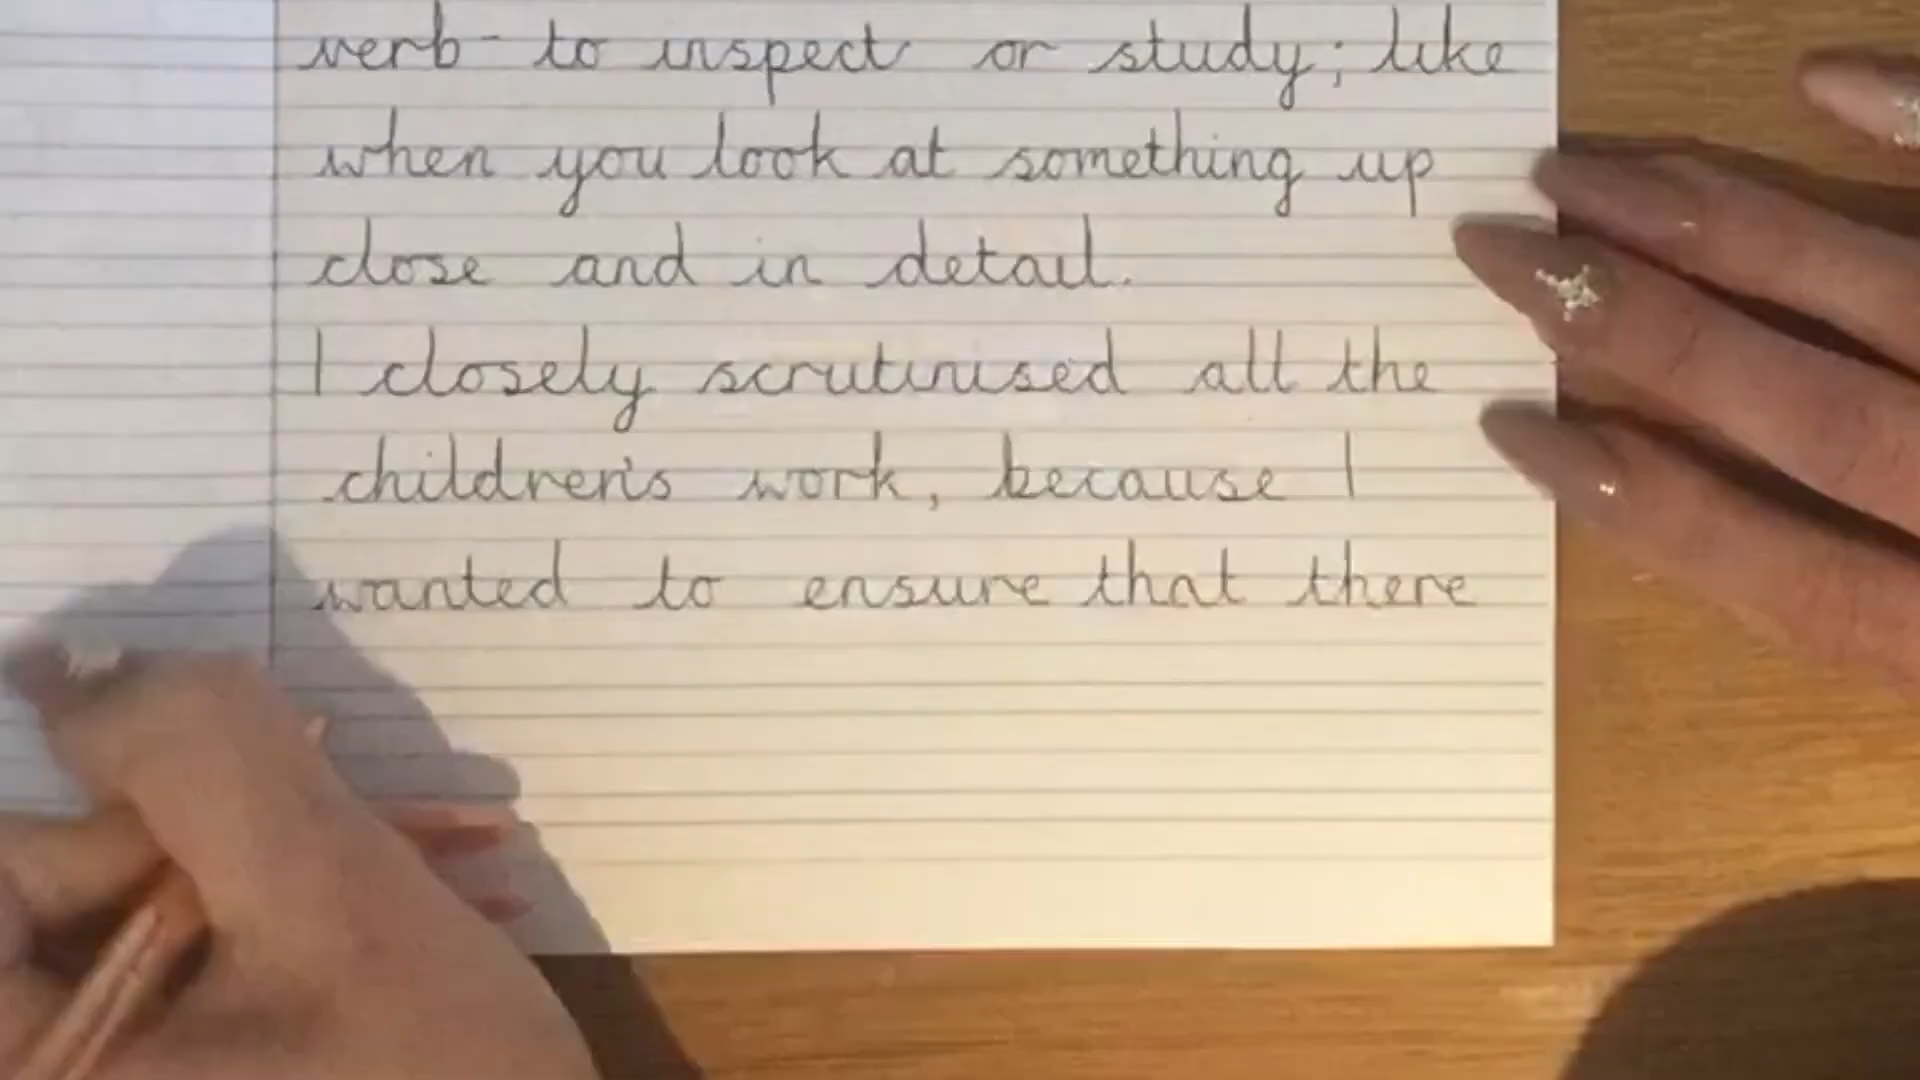 verb - to inspect or study; like
when you look at something up
close and in detail.
I closely scrutinised all the
children's work, because I
wanted to ensure that there